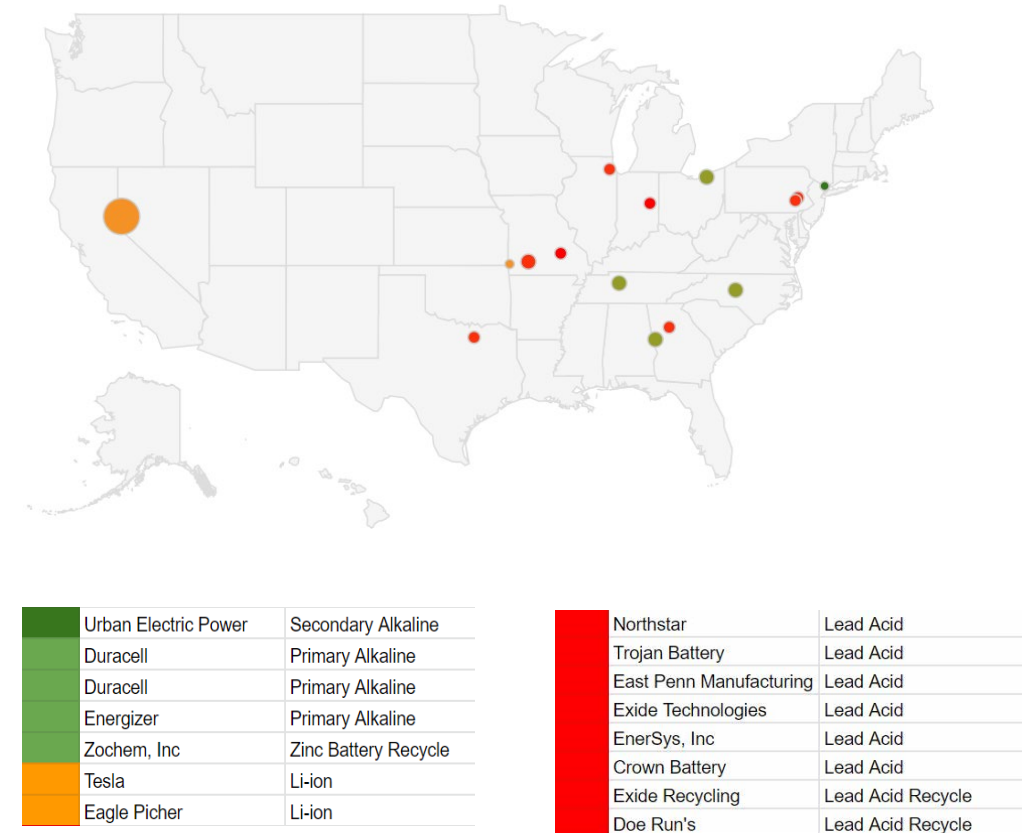 Urban Electric Power Secondary Alkaline
Duracell Primary Alkaline
Duracell Primary Alkaline
Energizer Primary Alkaline
Zochem, Inc Zinc Battery Recycle
Tesla Li-ion
Eagle Picher Li-ion
Northstar Lead Acid
Trojan Battery Lead Acid
East Penn Manufacturing Lead Acid
Exide Technologies Lead Acid
EnerSys, Inc Lead Acid
Crown Battery Lead Acid
Exide Recycling Lead Acid Recycle
Doe Run's Lead Acid Recycle